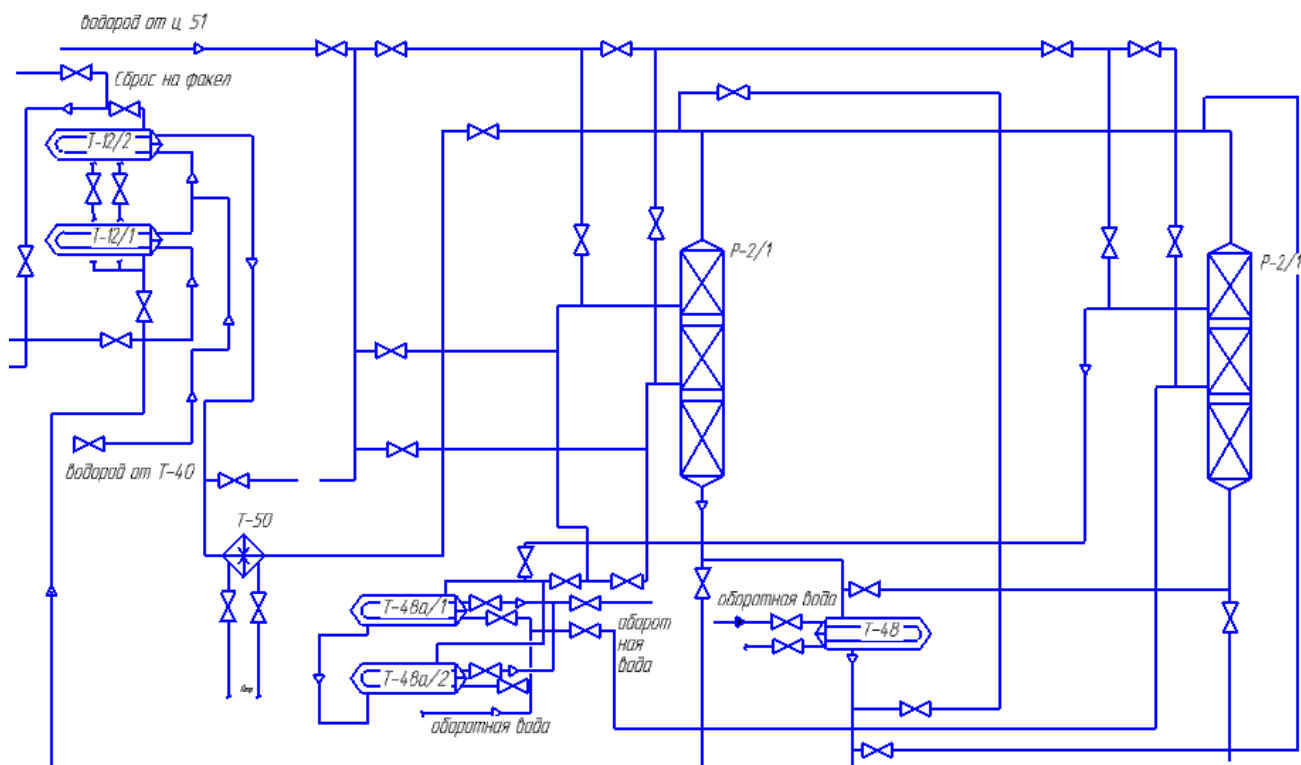 водород от ц 51
Сброс на факел
Т-12/2
Т-12/1
Р-2/1
Р-2/1
водород от Т-40
Т-50
Т-48а/1
оборот
ная
вода
оборотная вода
Т-48
Т-48а/2
Пар
оборотная вода